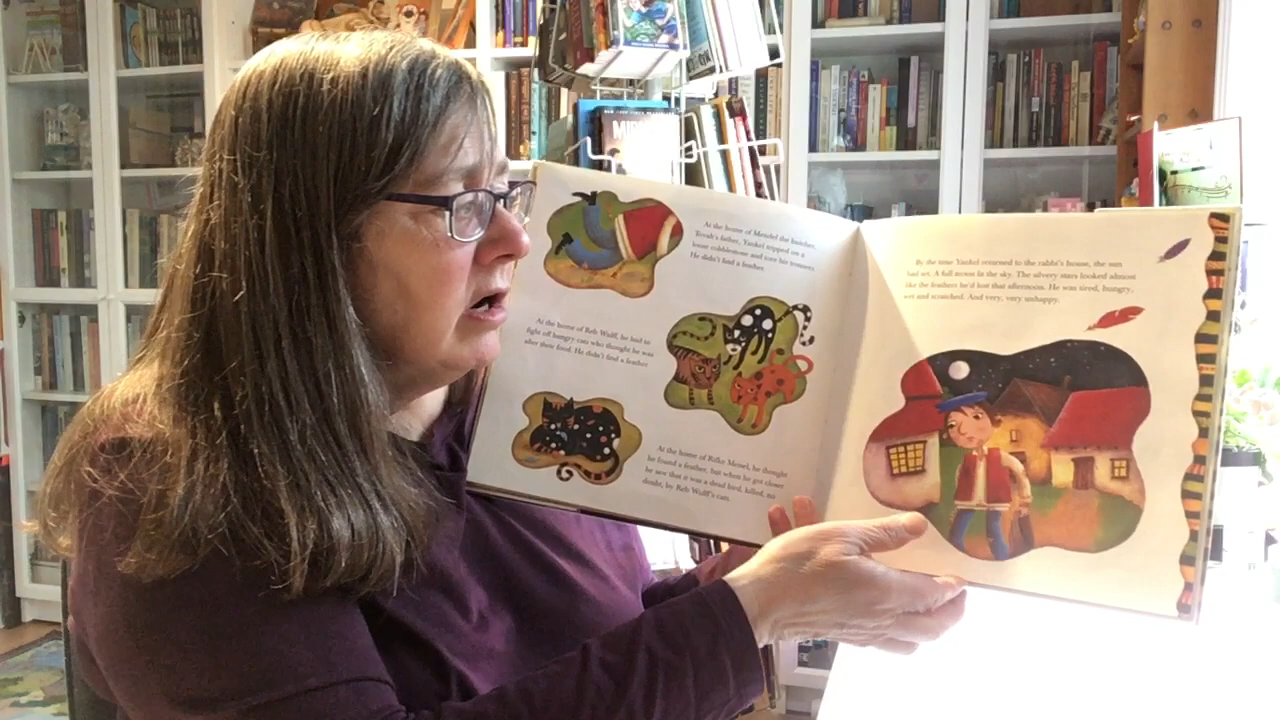 At the home of Mendel the butcher,
Tovah's father, Yankel tripped on a
loose cobblestone and tore his trousers.
He didn't find a feather.
At the home of Reb Wulff, he had to
fight off hungry cats who thought he was
after their food. He didn't find a feather
At the home of Rifke Mensel, he thought
he found a feather, but when he got closer
he saw that it was a dead bird, killed, no
doubt, by Reb Wulff's cats.
By the time Yankel returned to the rabbi's house, the sun
had set. A full moon lit the sky. The silvery stars looked almost
like the feathers he'd lost that afternoon. He was tired, hungry,
wet and scratched. And very, very unhappy.